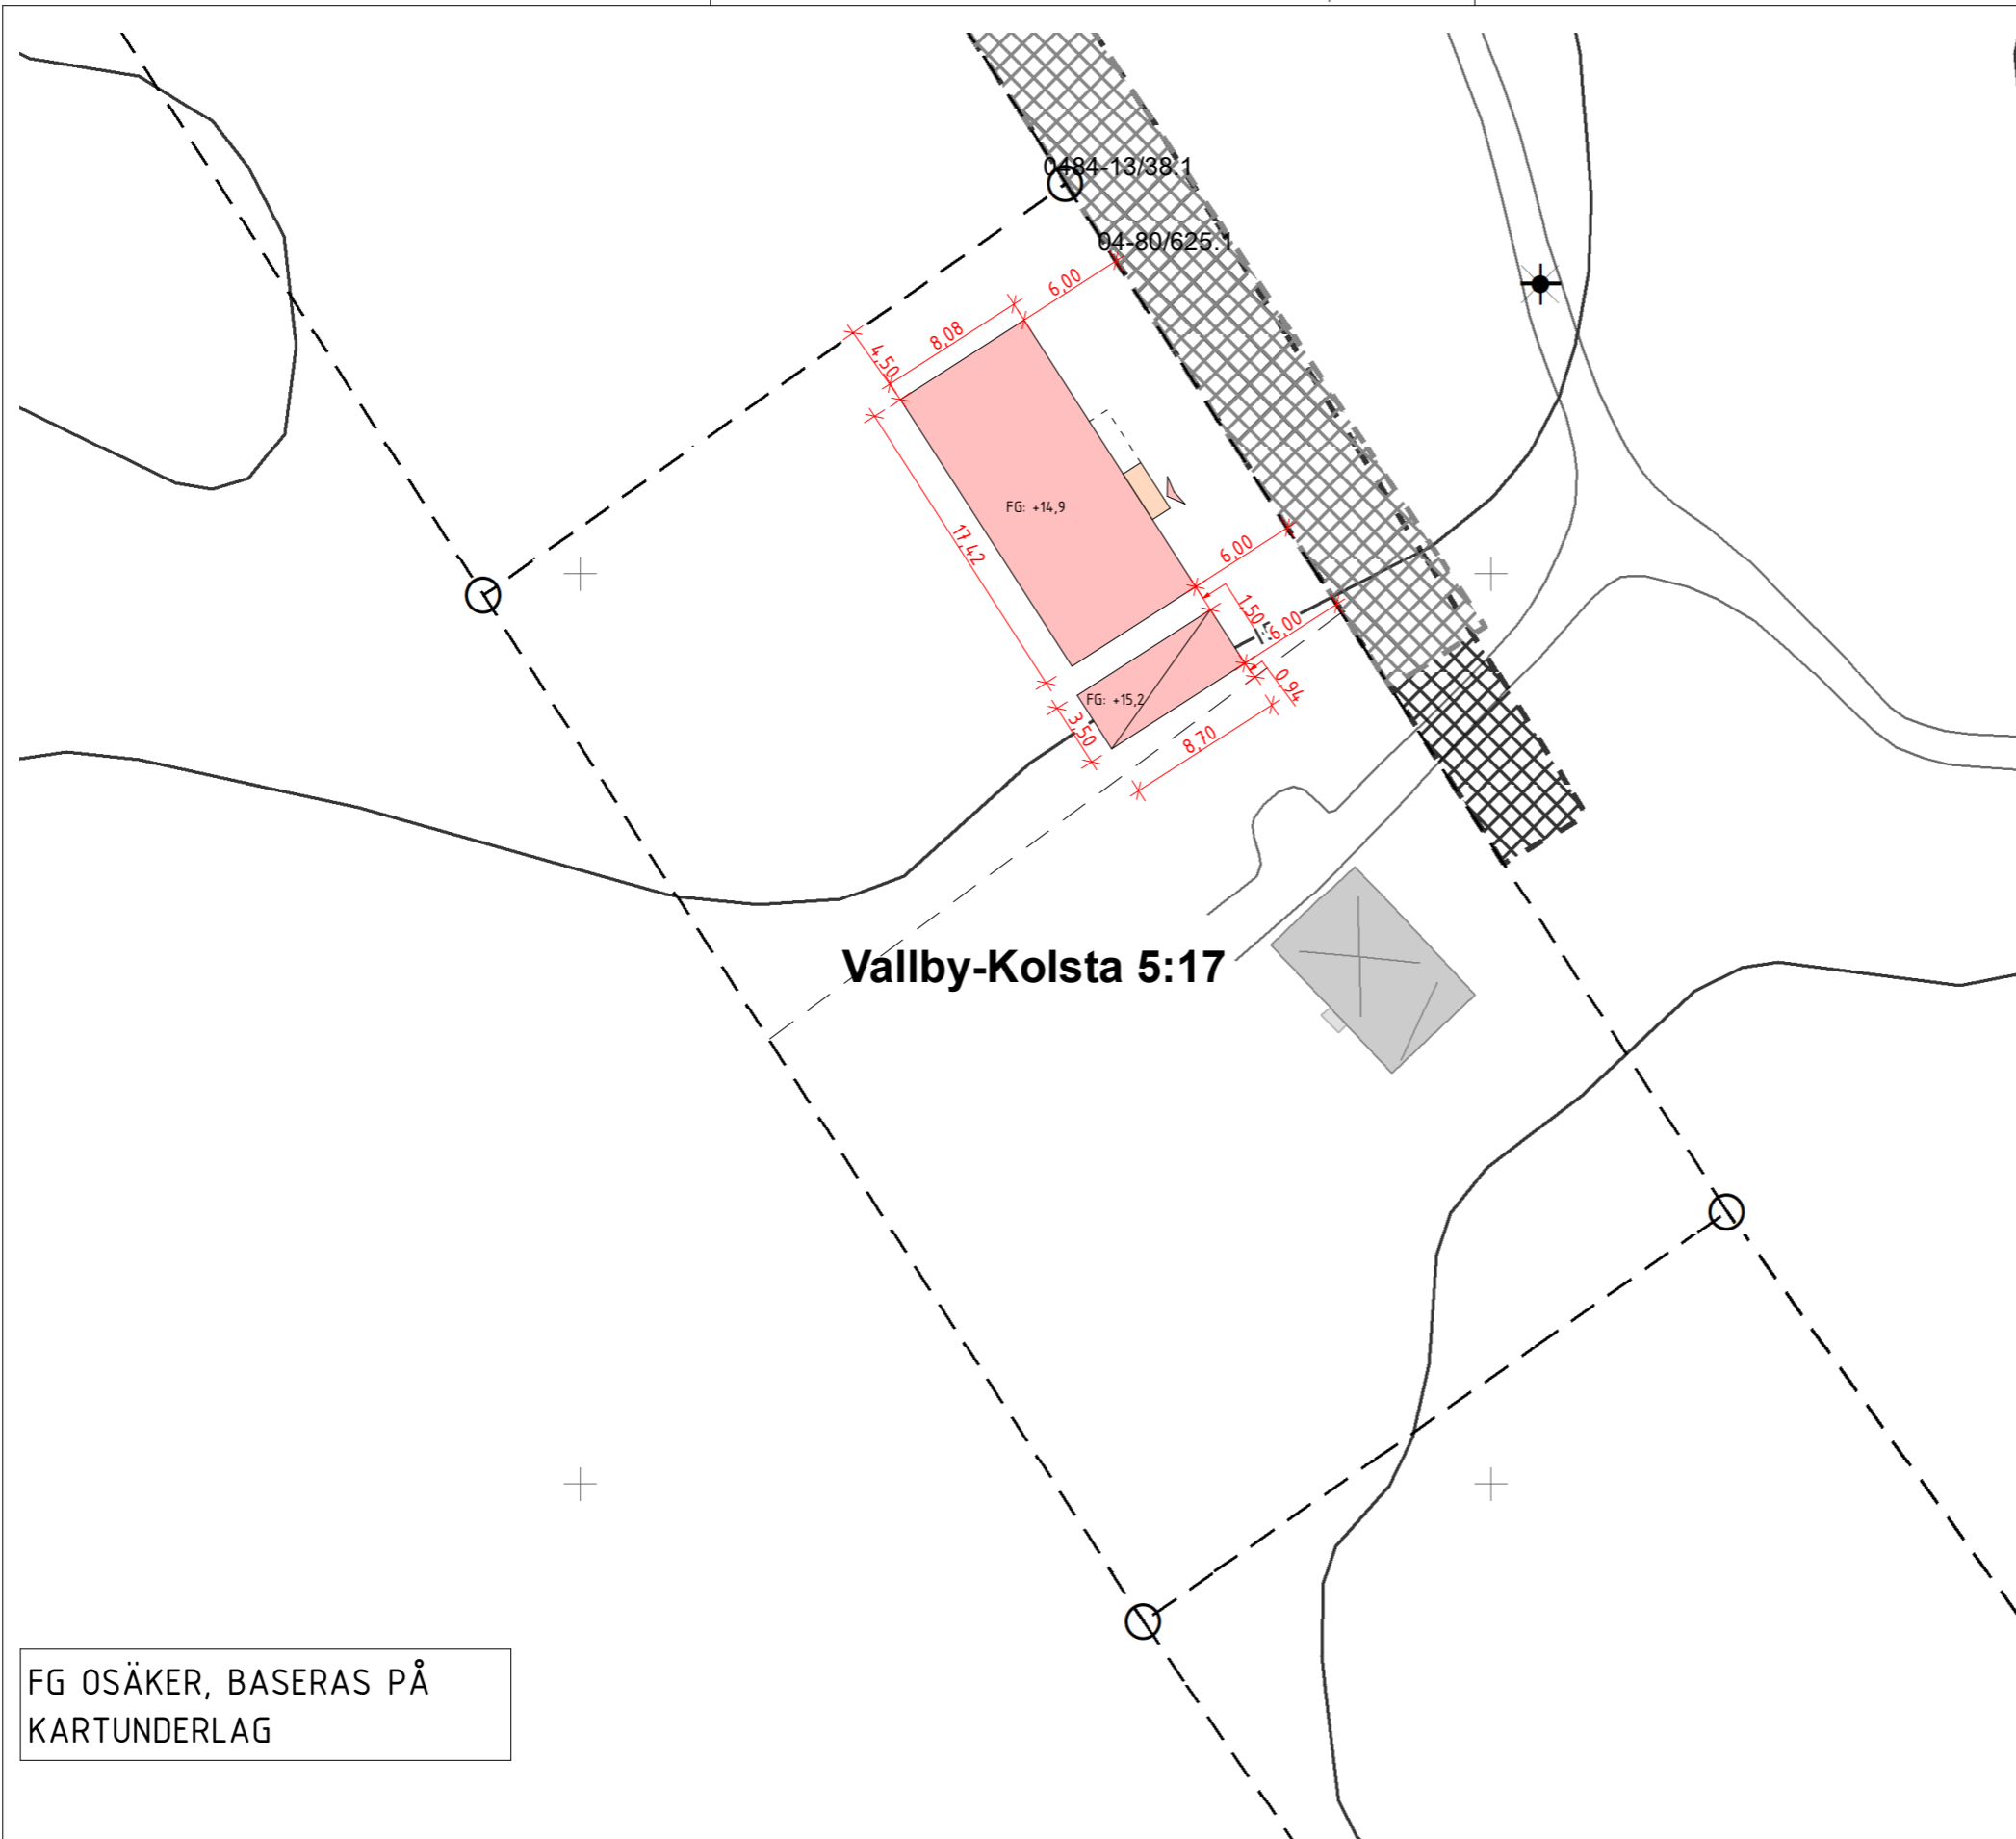 0484-13/38.1
04-80/625.1
6,00
8,08
4,50
FG: +14,9
17,42
6,00
1,50
6,00
0,94
FG: +15,2
3,50
8,70
Vallby-Kolsta 5:17
FG OSÄKER, BASERAS PÅ
KARTUNDERLAG